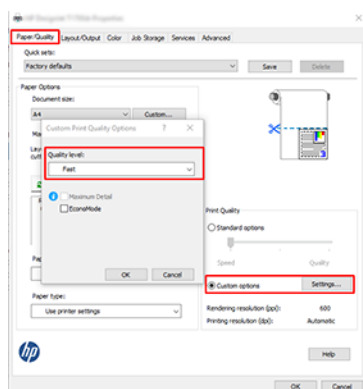 Paper/Quality Layout/Output Color Job Storage Services Advanced
Quick sets:
Factory defaults
Save
Delete
Paper Options
Document size:
A4
Custom...
Custom Print Quality Options ? ×
Quality level:
Fast
Maximum Detail
EconoMode
OK Cancel
Print Quality
Standard options
Speed Quality
Custom options Settings...
Paper type:
Use printer settings
Rendering resolution (ppi): 600
Printing resolution (dpi): Automatic
hp
Help
OK Cancel